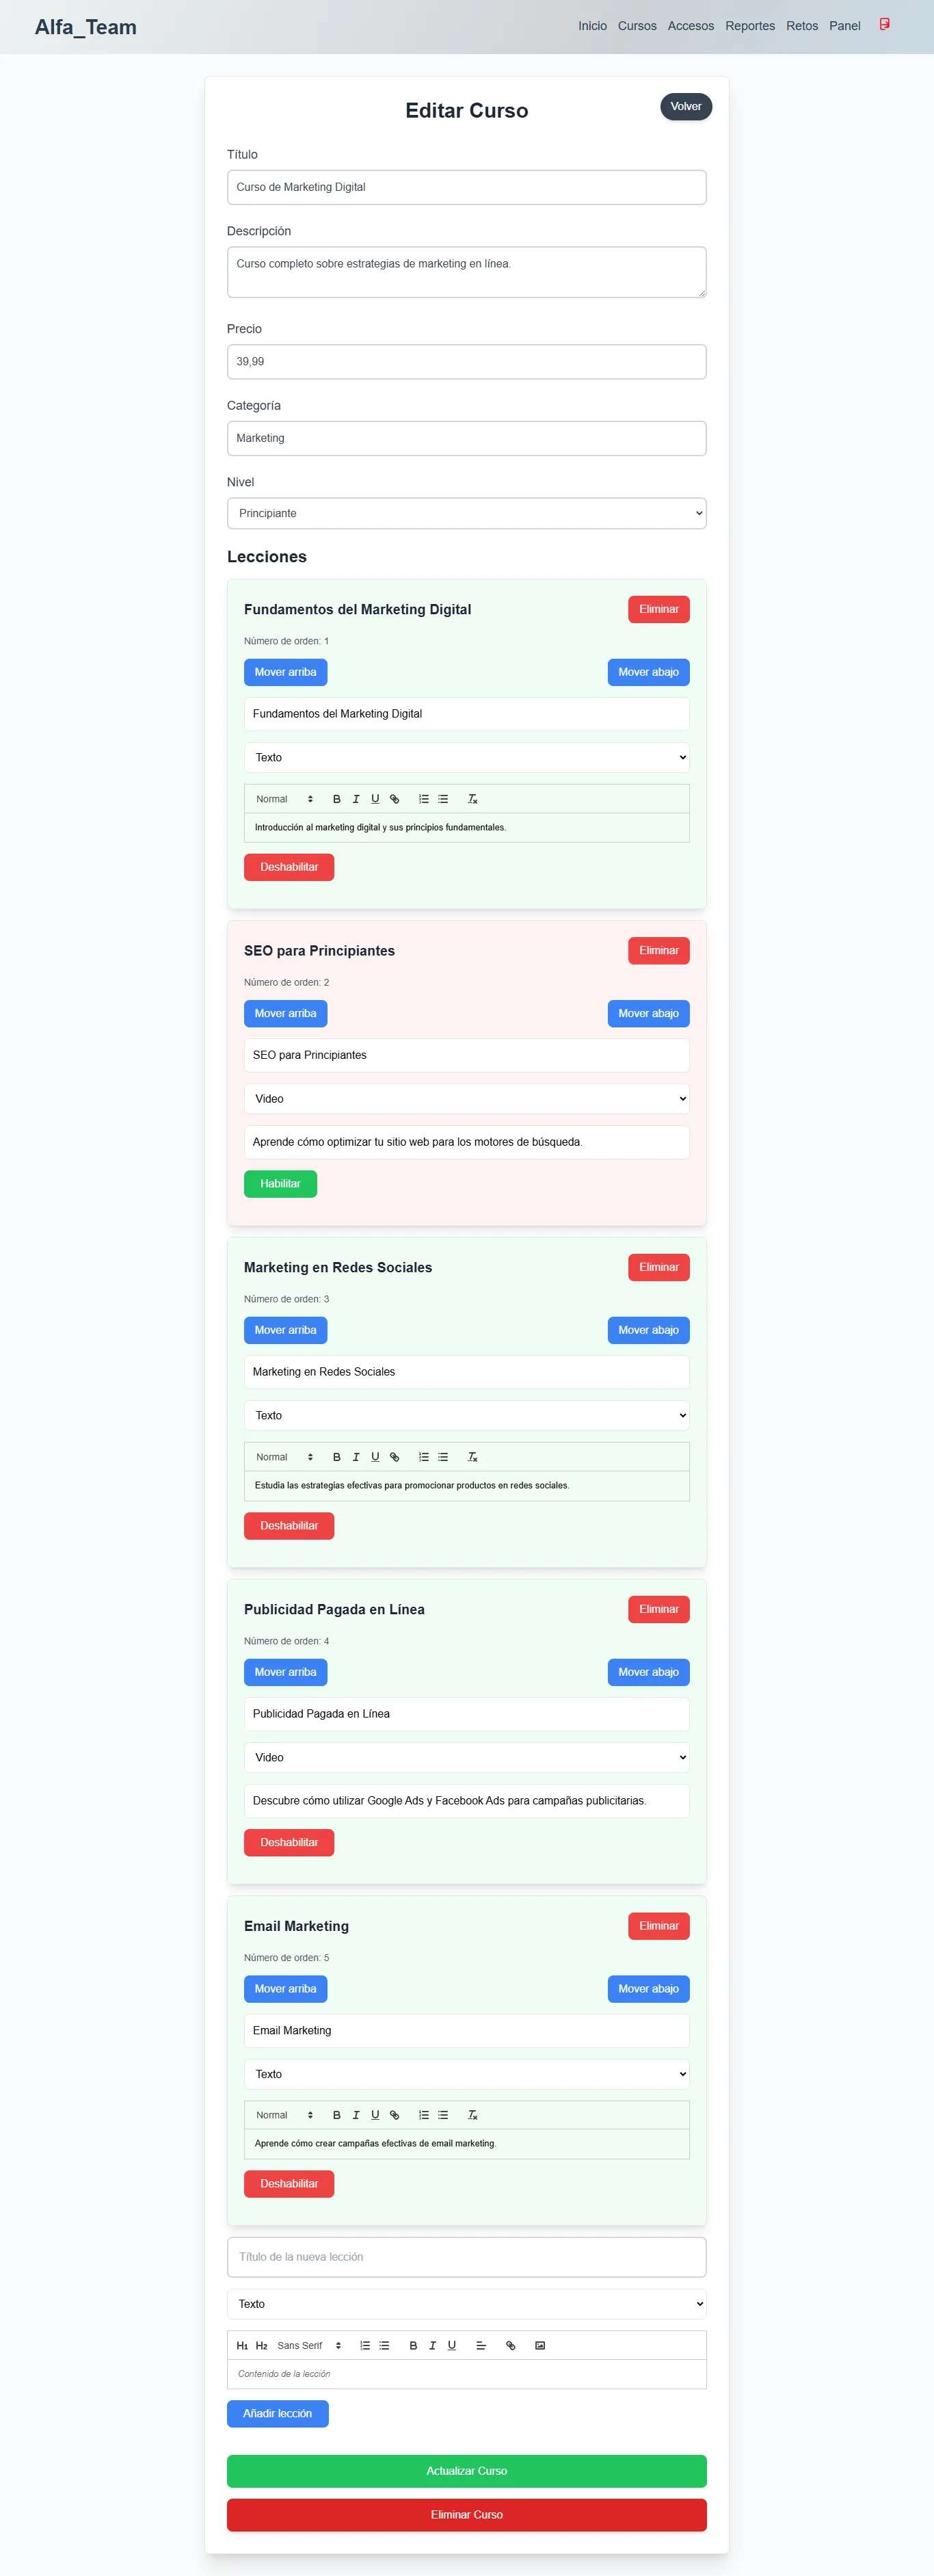 Alfa_Team
Inicio Cursos Accesos Reportes Retos Panel
Editar Curso
Volver
Título
Curso de Marketing Digital
Descripción
Curso completo sobre estrategias de marketing en línea.
Precio
39,99
Categoría
Marketing
Nivel
Principiante
Lecciones
Fundamentos del Marketing Digital
Eliminar
Número de orden: 1
Mover arriba
Mover abajo
Fundamentos del Marketing Digital
Texto
Normal
Introducción al marketing digital y sus principios fundamentales.
Deshabilitar
SEO para Principiantes
Eliminar
Número de orden: 2
Mover arriba
Mover abajo
SEO para Principiantes
Video
Aprende cómo optimizar tu sitio web para los motores de búsqueda.
Habilitar
Marketing en Redes Sociales
Eliminar
Número de orden: 3
Mover arriba
Mover abajo
Marketing en Redes Sociales
Texto
Normal
Estudia las estrategias efectivas para promocionar productos en redes sociales.
Deshabilitar
Publicidad Pagada en Línea
Eliminar
Número de orden: 4
Mover arriba
Mover abajo
Publicidad Pagada en Línea
Video
Descubre cómo utilizar Google Ads y Facebook Ads para campañas publicitarias.
Deshabilitar
Email Marketing
Eliminar
Número de orden: 5
Mover arriba
Mover abajo
Email Marketing
Texto
Normal
Aprende cómo crear campañas efectivas de email marketing.
Deshabilitar
Título de la nueva lección
Texto
H1 H2 Sans Serif
Contenido de la lección
Añadir lección
Actualizar Curso
Eliminar Curso